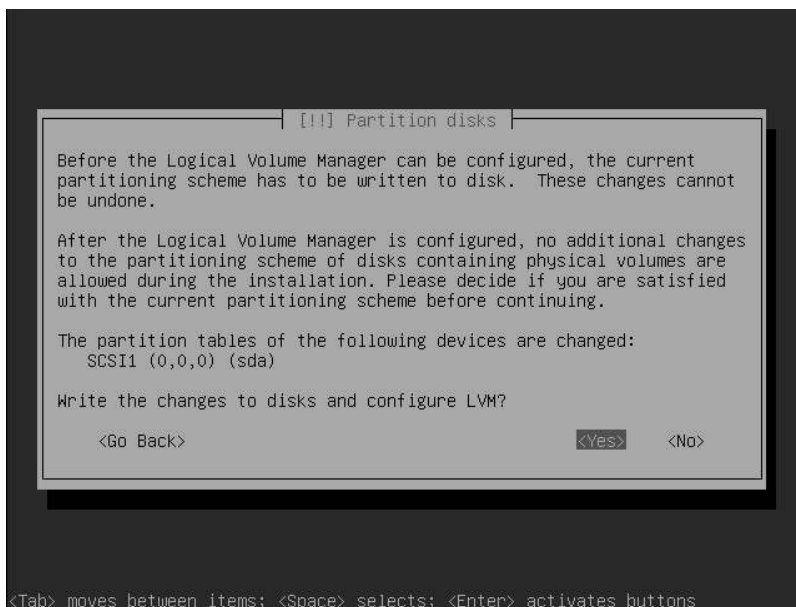 [!!] Partition disks
Before the Logical Volume Manager can be configured, the current
partitioning scheme has to be written to disk. These changes cannot
be undone.
After the Logical Volume Manager is configured, no additional changes
to the partitioning scheme of disks containing physical volumes are
allowed during the installation. Please decide if you are satisfied
with the current partitioning scheme before continuing.
The partition tables of the following devices are changed:
SCSI1 (0,0,0) (sda)
Write the changes to disks and configure LVM?
<Go Back> <Yes> <No>
<Tab> moves between items; <Space> selects; <Enter> activates buttons